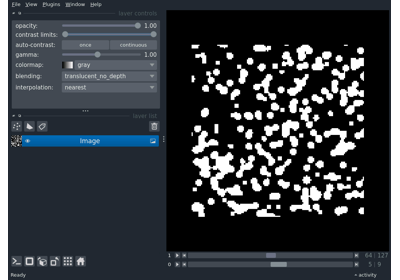 File View Plugins Window Help
layer controls
opacity: 1.00
contrast limits:
auto-contrast: once continuous
gamma: 1.00
colormap: gray
blending: translucent_no_depth
interpolation: nearest
layer list
Image
1 64 127
0 5 9
Ready activity